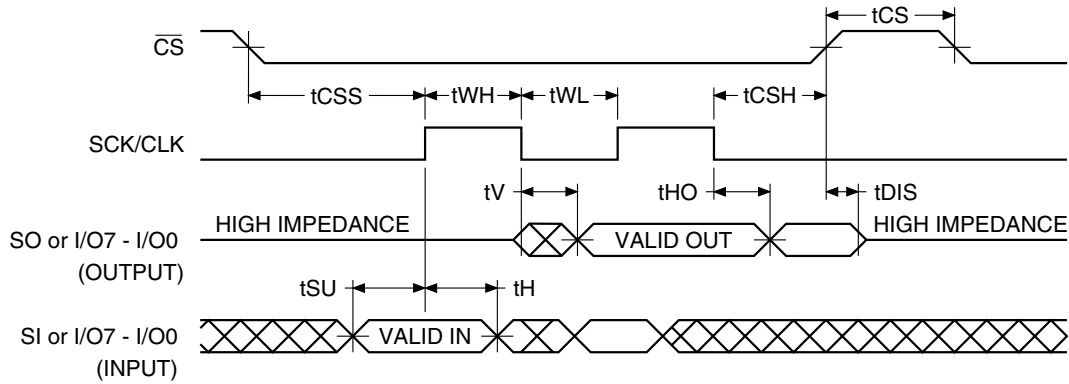 tCS
CS
tCSS
tWH
tWL
tCSH
SCK/CLK
tV
tHO
tDIS
HIGH IMPEDANCE
HIGH IMPEDANCE
SO or I/O7 - I/O0
(OUTPUT)
VALID OUT
tSU
tH
SI or I/O7 - I/O0
(INPUT)
VALID IN